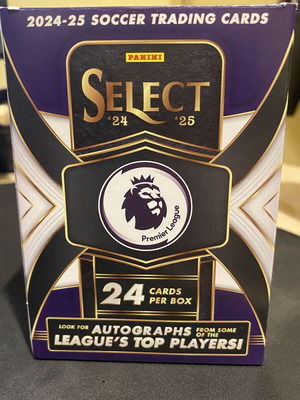 2024-25 SOCCER TRADING CARDS
PANINI
SELECT
'24 '25
Premier League
24 CARDS PER BOX
LOOK FOR AUTOGRAPHS FROM SOME OF THE
LEAGUE'S TOP PLAYERS!